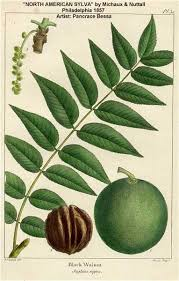 "NORTH AMERICAN SYLVA" by Michaux & Nuttall
Philadelphia 1857
Artist: Pancrace Bessa
Black Walnut
Juglans nigra.